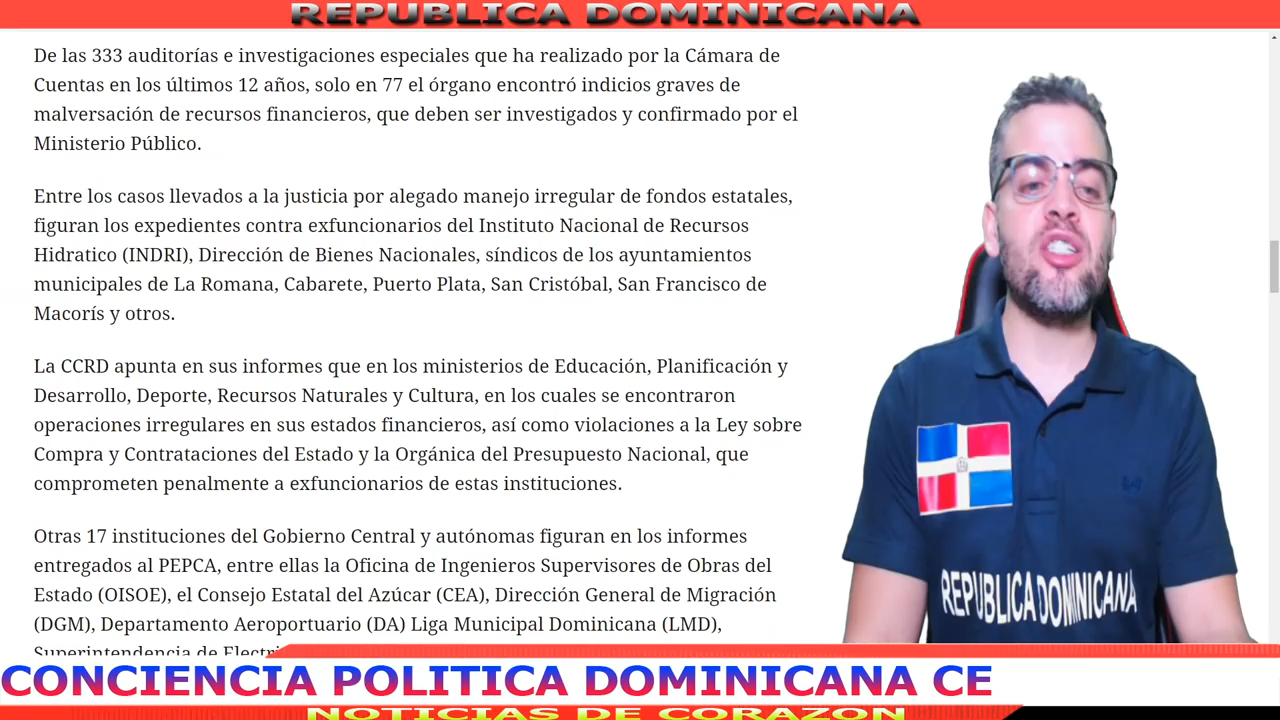 REPUBLICA DOMINICANA
De las 333 auditorías e investigaciones especiales que ha realizado por la Cámara de
Cuentas en los últimos 12 años, solo en 77 el órgano encontró indicios graves de
malversación de recursos financieros, que deben ser investigados y confirmado por el
Ministerio Público.
Entre los casos llevados a la justicia por alegado manejo irregular de fondos estatales,
figuran los expedientes contra exfuncionarios del Instituto Nacional de Recursos
Hidratico (INDRI), Dirección de Bienes Nacionales, síndicos de los ayuntamientos
municipales de La Romana, Cabarete, Puerto Plata, San Cristóbal, San Francisco de
Macorís y otros.
La CCRD apunta en sus informes que en los ministerios de Educación, Planificación y
Desarrollo, Deporte, Recursos Naturales y Cultura, en los cuales se encontraron
operaciones irregulares en sus estados financieros, así como violaciones a la Ley sobre
Compra y Contrataciones del Estado y la Orgánica del Presupuesto Nacional, que
comprometen penalmente a exfuncionarios de estas instituciones.
Otras 17 instituciones del Gobierno Central y autónomas figuran en los informes
entregados al PEPCA, entre ellas la Oficina de Ingenieros Supervisores de Obras del
Estado (OISOE), el Consejo Estatal del Azúcar (CEA), Dirección General de Migración
(DGM), Departamento Aeroportuario (DA) Liga Municipal Dominicana (LMD),
Superintendencia de
REPUBLICA DOMINICANA
CONCIENCIA POLITICA DOMINICANA CE
NOTICIAS DE CORAZON